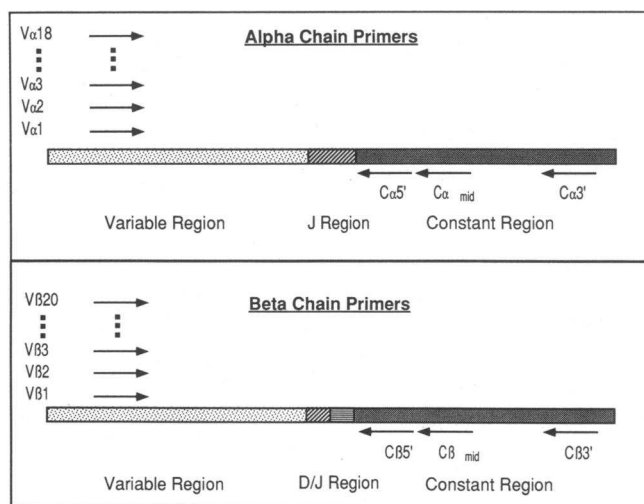 Alpha Chain Primers
Vα18
Vα3
Vα2
Vα1
Cα5' Cα mid Cα3'
Variable Region J Region Constant Region
Beta Chain Primers
Vß20
Vß3
Vß2
Vß1
Cß5' Cß mid Cß3'
Variable Region D/J Region Constant Region